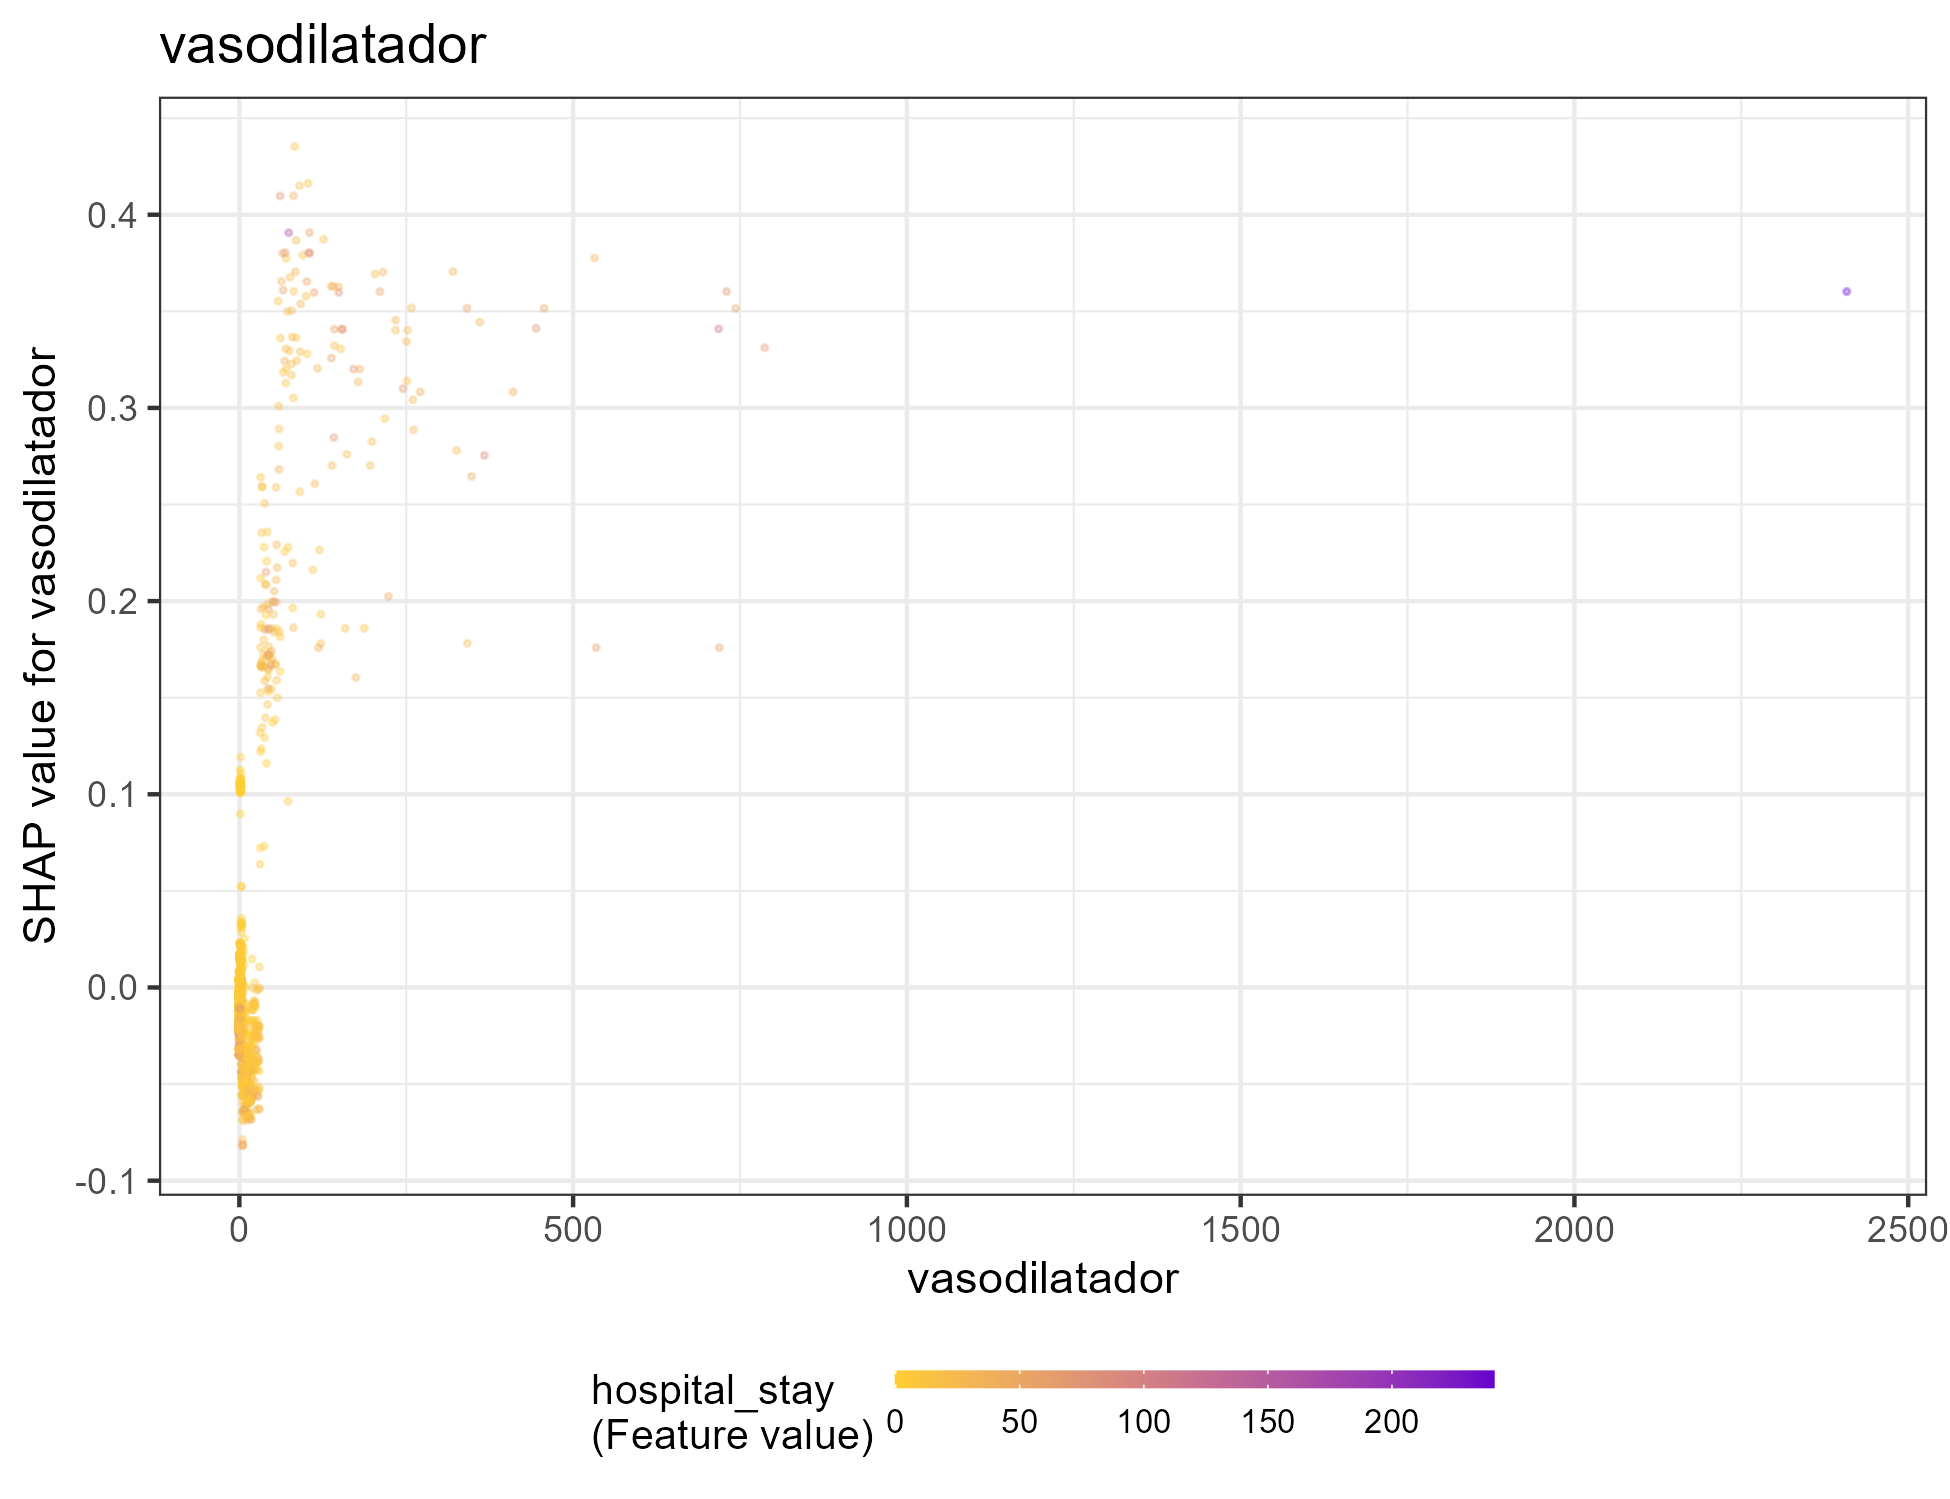 vasodilatador
SHAP value for vasodilatador
0.4
0.3
0.2
0.1
0.0
-0.1
0 500 1000 1500 2000 2500
vasodilatador
hospital_stay
(Feature value)
0 50 100 150 200